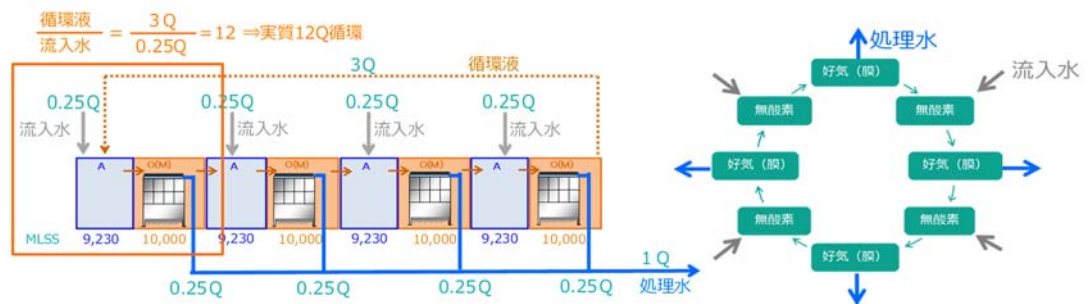 循環液
流入水
=
3Q
0.25Q
=12 ⇒実質12Q循環
3Q
循環液
0.25Q
0.25Q
0.25Q
0.25Q
流入水
流入水
流入水
流入水
A
O(M)
A
O(M)
A
O(M)
A
O(M)
MLSS
9,230
10,000
9,230
10,000
9,230
10,000
9,230
10,000
0.25Q
0.25Q
0.25Q
0.25Q
1Q
処理水
処理水
流入水
好気(膜)
無酸素
無酸素
好気(膜)
好気(膜)
無酸素
無酸素
好気(膜)